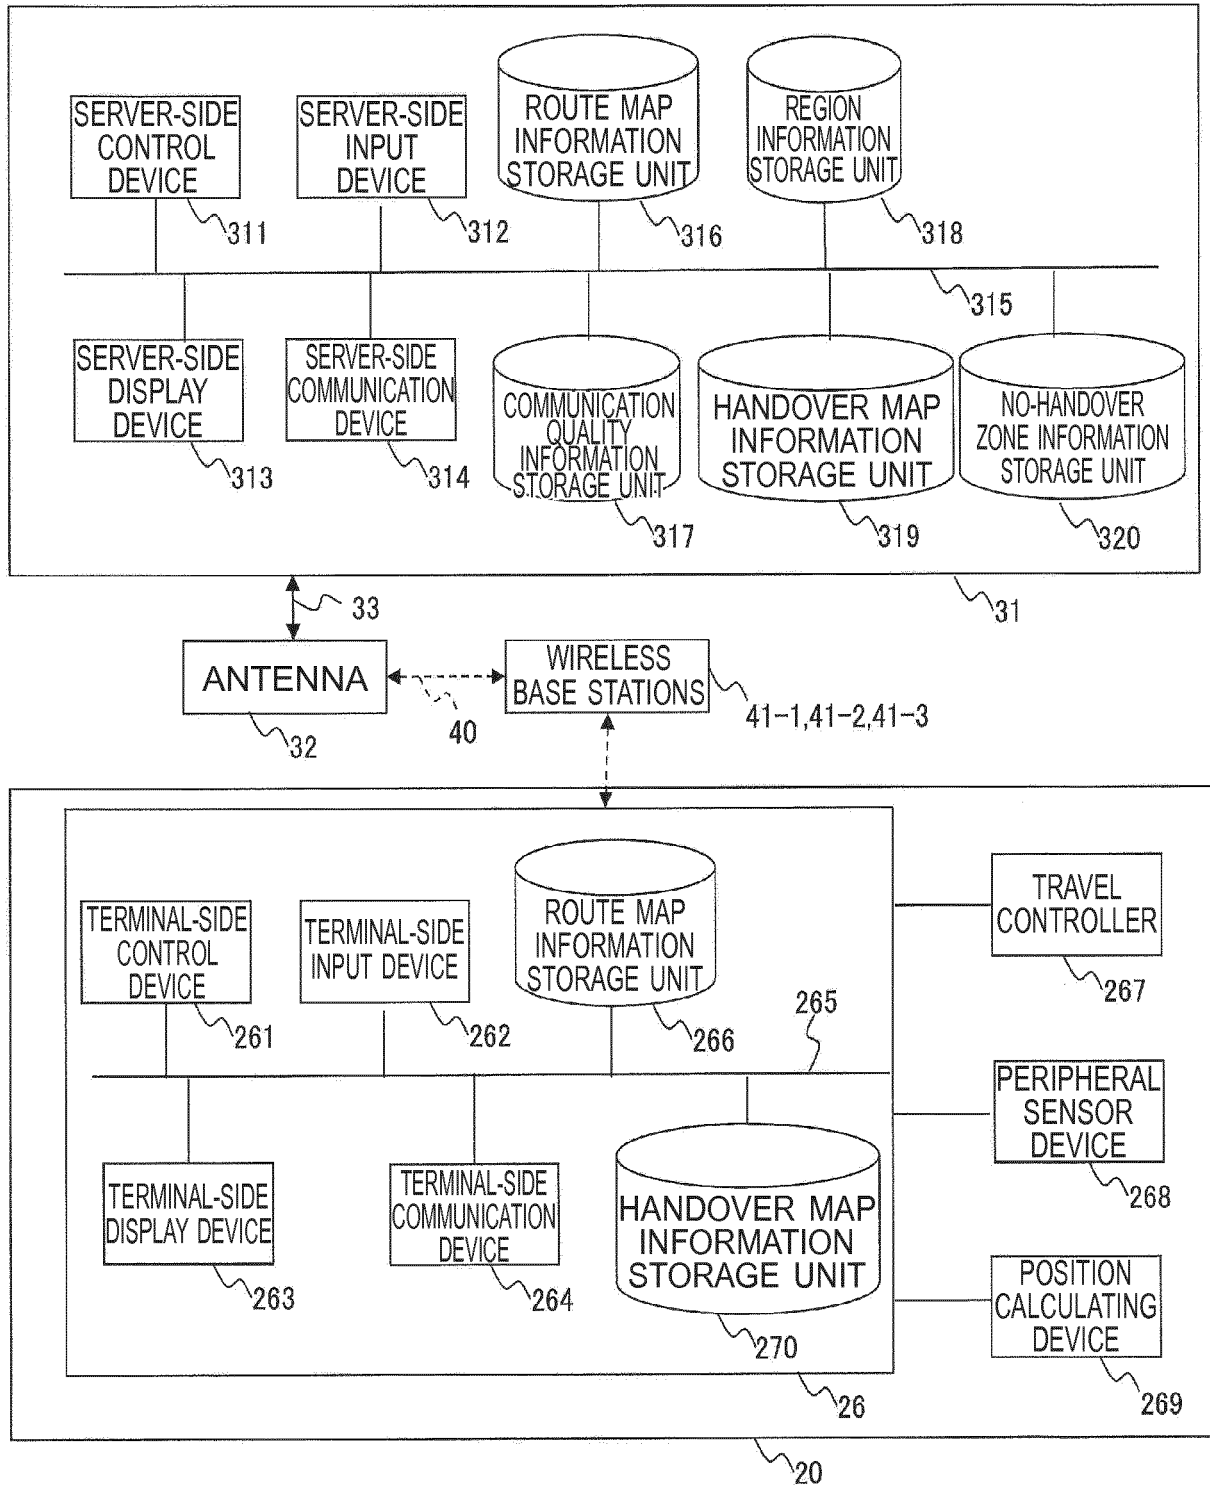 SERVER-SIDE
CONTROL
DEVICE
311
SERVER-SIDE
INPUT
DEVICE
312
ROUTE MAP
INFORMATION
STORAGE UNIT
316
REGION
INFORMATION
STORAGE UNIT
318
315
SERVER-SIDE
DISPLAY
DEVICE
313
SERVER-SIDE
COMMUNICATION
DEVICE
314
COMMUNICATION
QUALITY
INFORMATION
STORAGE UNIT
317
HANDOVER MAP
INFORMATION
STORAGE UNIT
319
NO-HANDOVER
ZONE INFORMATION
STORAGE UNIT
320
31
33
ANTENNA
32
40
WIRELESS
BASE STATIONS
41-1,41-2,41-3
TERMINAL-SIDE
CONTROL
DEVICE
261
TERMINAL-SIDE
INPUT DEVICE
262
ROUTE MAP
INFORMATION
STORAGE UNIT
266
265
TRAVEL
CONTROLLER
267
PERIPHERAL
SENSOR
DEVICE
268
TERMINAL-SIDE
DISPLAY DEVICE
263
TERMINAL-SIDE
COMMUNICATION
DEVICE
264
HANDOVER MAP
INFORMATION
STORAGE UNIT
270
POSITION
CALCULATING
DEVICE
269
26
20